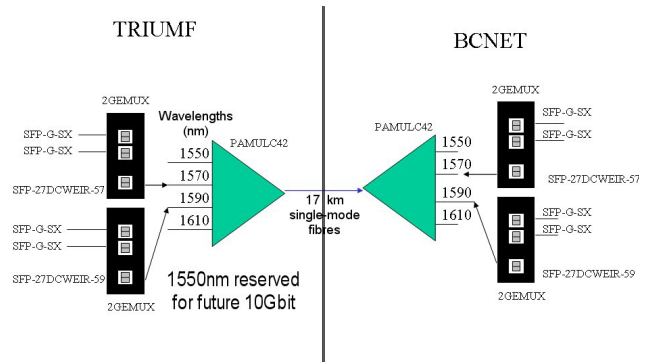 TRIUMF
BCNET
2GEMUX
SFP-G-SX
SFP-G-SX
SFP-27DCWEIR-57
SFP-G-SX
SFP-G-SX
SFP-27DCWEIR-59
2GEMUX
Wavelengths
(nm)
1550
1570
1590
1610
PAMULC42
17 km
single-mode
fibres
1550nm reserved
for future 10Gbit
PAMULC42
1550
1570
1590
1610
2GEMUX
SFP-G-SX
SFP-G-SX
SFP-27DCWEIR-57
SFP-G-SX
SFP-G-SX
SFP-27DCWEIR-59
2GEMUX